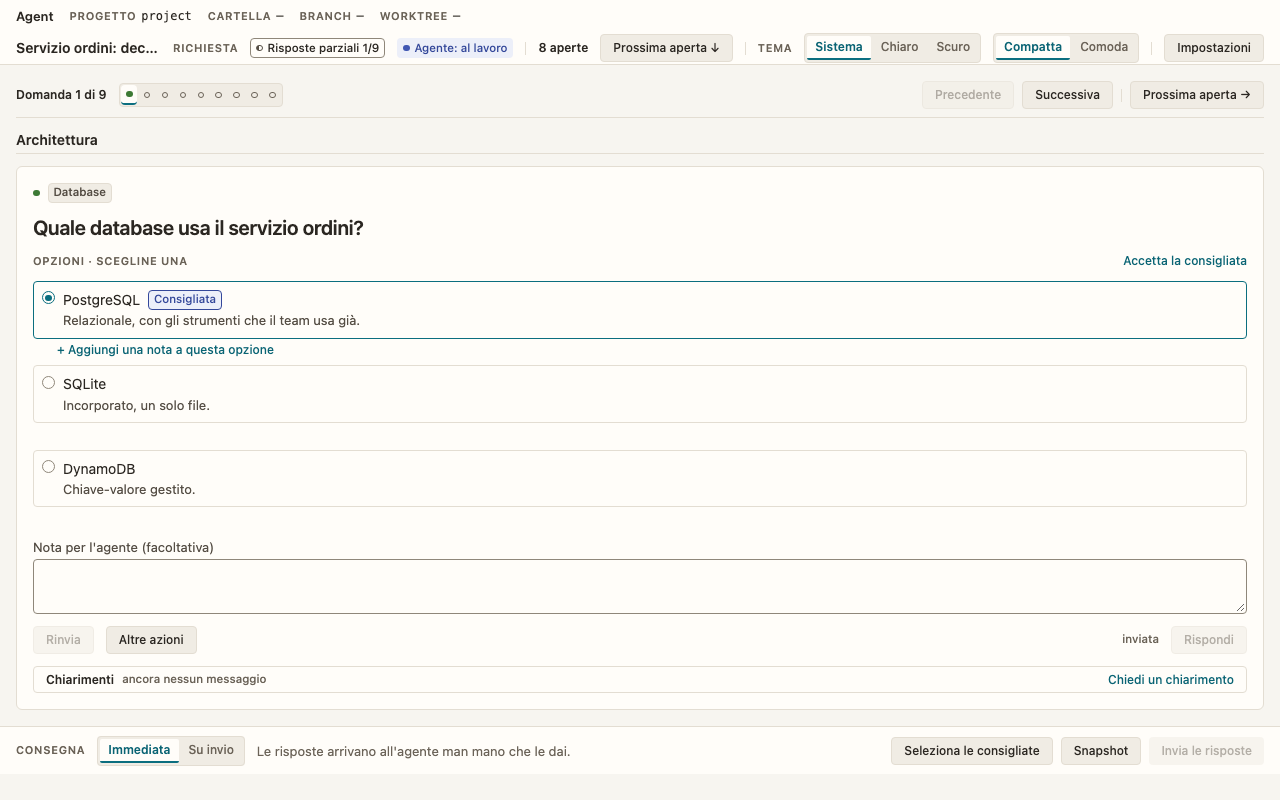 Agent PROGETTO project CARTELLA — BRANCH — WORKTREE —
Servizio ordini: dec... RICHIESTA Risposte parziali 1/9 Agente: al lavoro 8 aperte Prossima aperta ↓ TEMA Sistema Chiaro Scuro Compatta Comoda Impostazioni
Domanda 1 di 9 Precedente Successiva Prossima aperta →
Architettura
Database
Quale database usa il servizio ordini?
OPZIONI · SCEGLINE UNA Accetta la consigliata
PostgreSQL Consigliata
Relazionale, con gli strumenti che il team usa già.
+ Aggiungi una nota a questa opzione
SQLite
Incorporato, un solo file.
DynamoDB
Chiave-valore gestito.
Nota per l'agente (facoltativa)
Rinvia Altre azioni inviata Rispondi
Chiarimenti ancora nessun messaggio Chiedi un chiarimento
CONSEGNA Immediata Su invio Le risposte arrivano all'agente man mano che le dai. Seleziona le consigliate Snapshot Invia le risposte